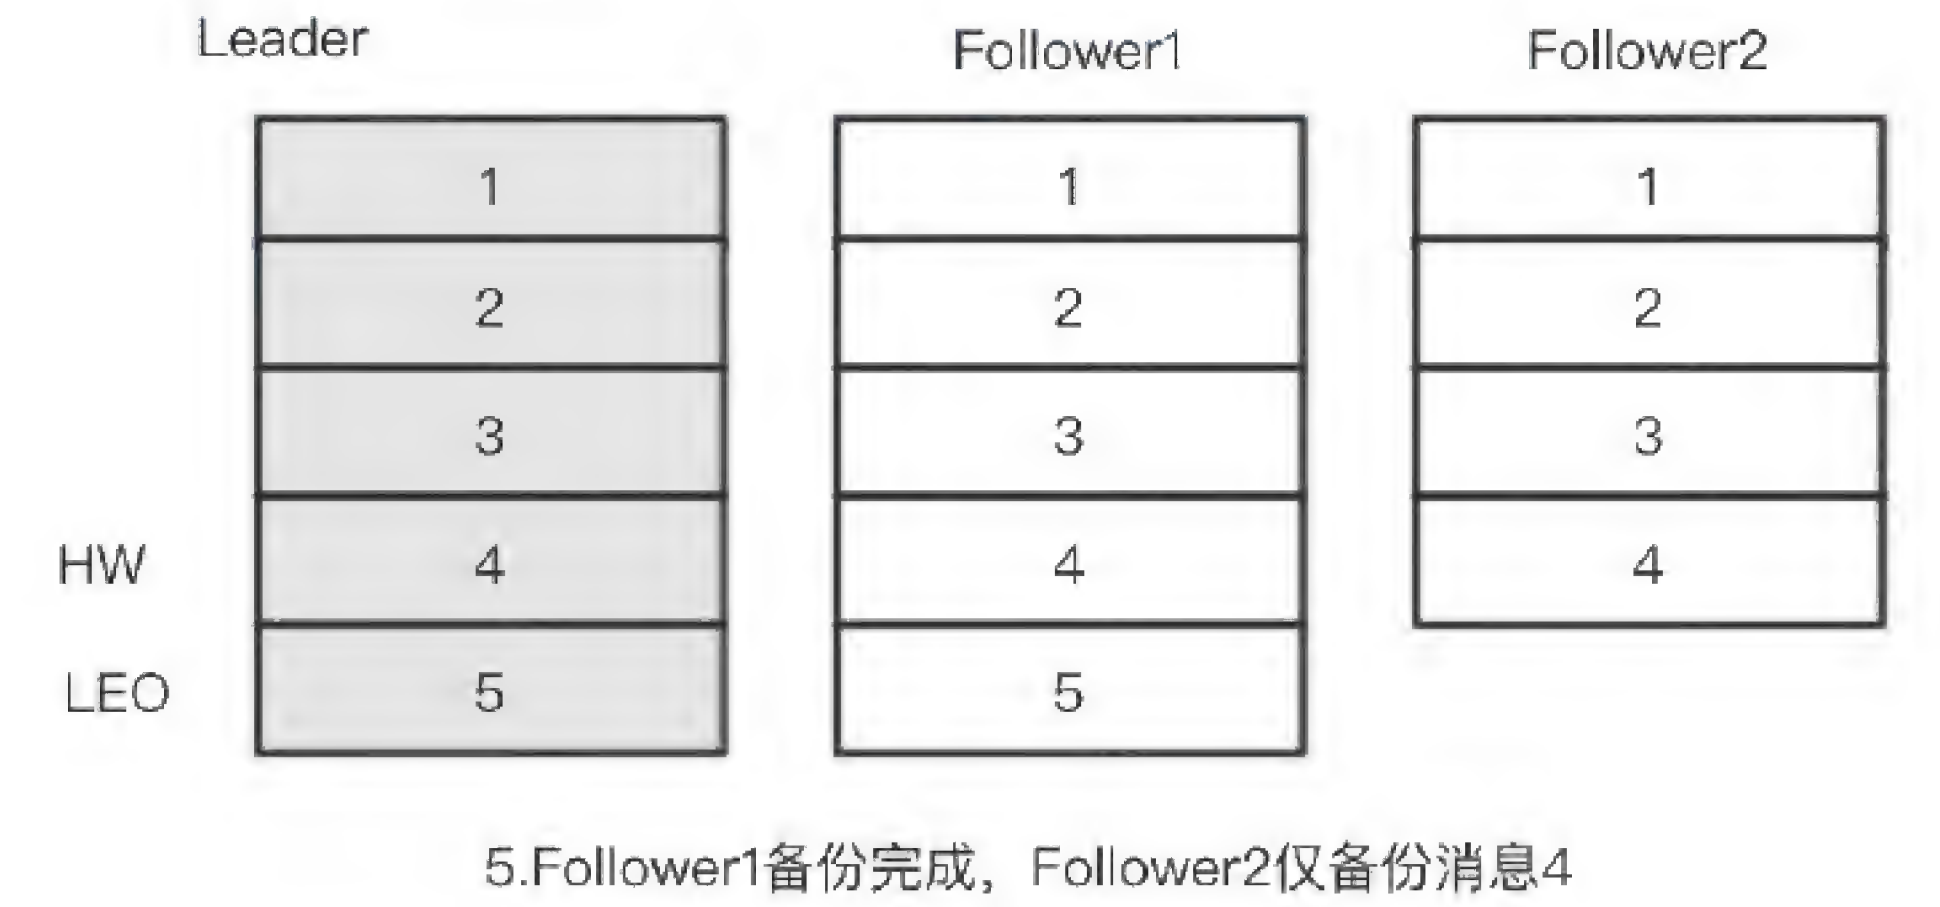 Leader Follower1 Follower2
1 1 1
2 2 2
3 3 3
HW 4 4 4
LEO 5 5
5.Follower1备份完成，Follower2仅备份消息4